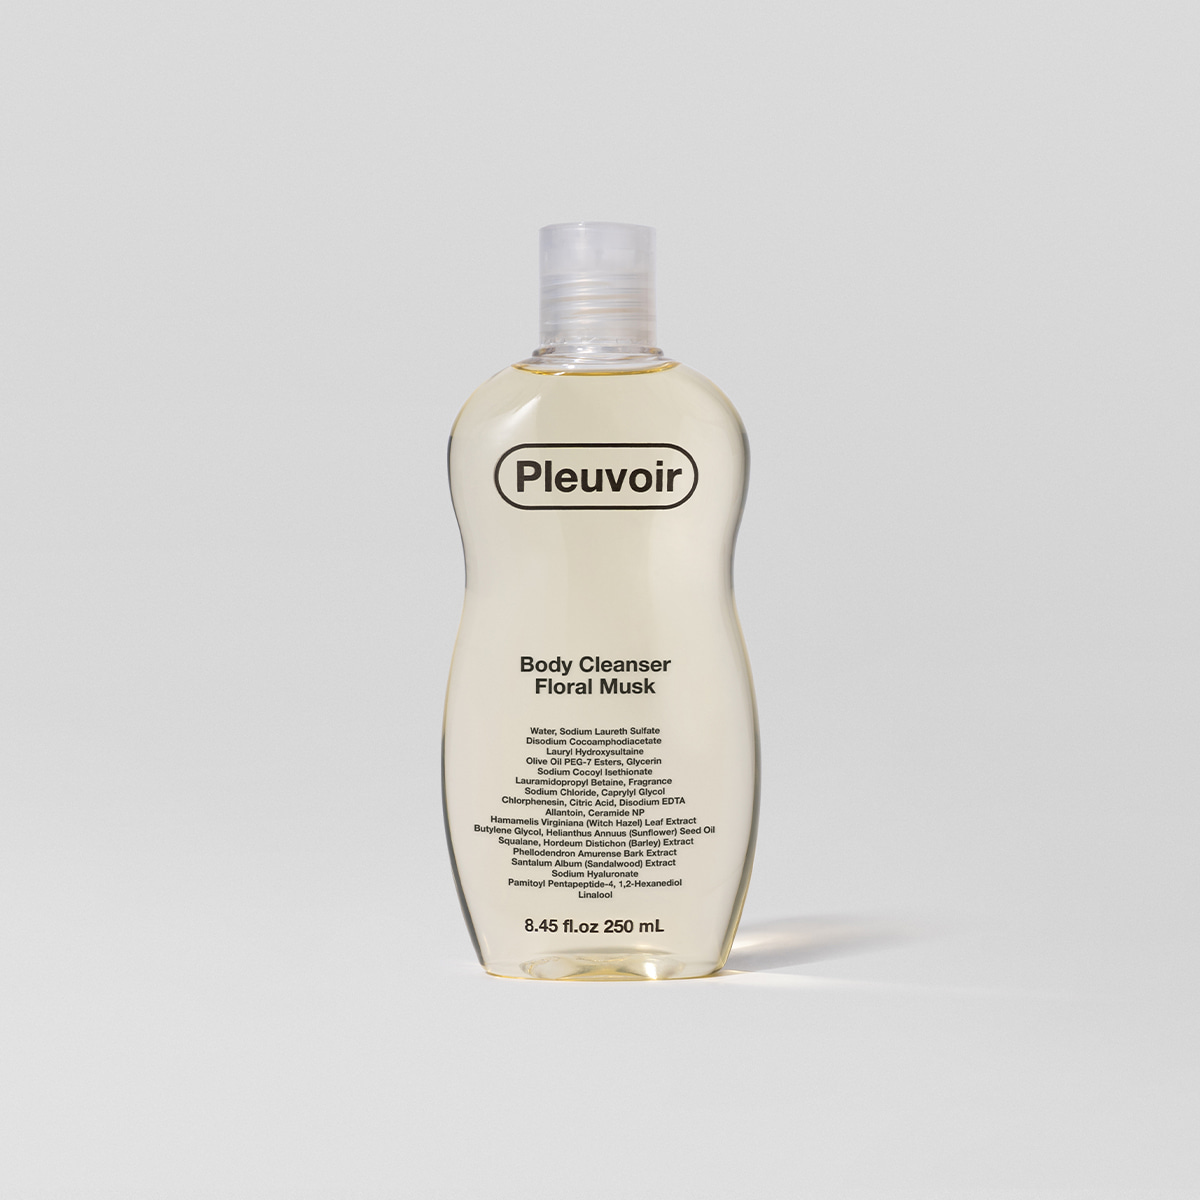 Pleuvoir
Body Cleanser
Floral Musk
Water, Sodium Laureth Sulfate
Disodium Cocoamphodiacetate
Lauryl Hydroxysultaine
Olive Oil PEG-7 Esters, Glycerin
Sodium Cocoyl Isethionate
Lauramidopropyl Betaine, Fragrance
Sodium Chloride, Caprylyl Glycol
Chlorphenesin, Citric Acid, Disodium EDTA
Allantoin, Ceramide NP
Hamamelis Virginiana (Witch Hazel) Leaf Extract
Butylene Glycol, Helianthus Annuus (Sunflower) Seed Oil
Squalane, Hordeum Distichon (Barley) Extract
Phellodendron Amurense Bark Extract
Santalum Album (Sandalwood) Extract
Sodium Hyaluronate
Pamitoyl Pentapeptide-4, 1,2-Hexanediol
Linalool
8.45 fl.oz 250 mL